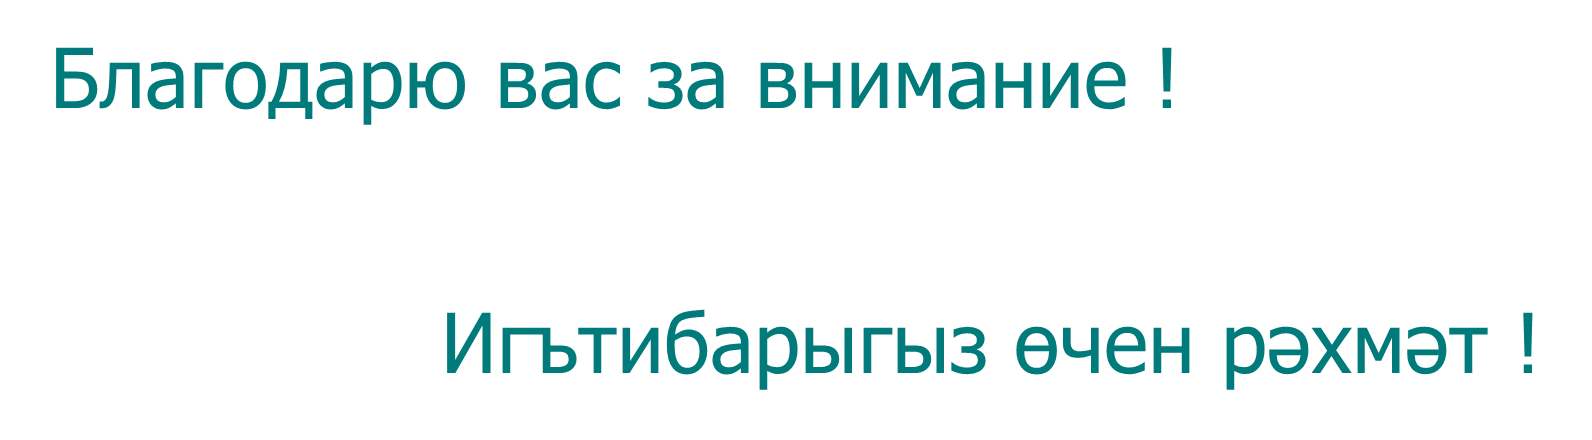 Благодарю вас за внимание !
Игътибарыгыз өчен рәхмәт !